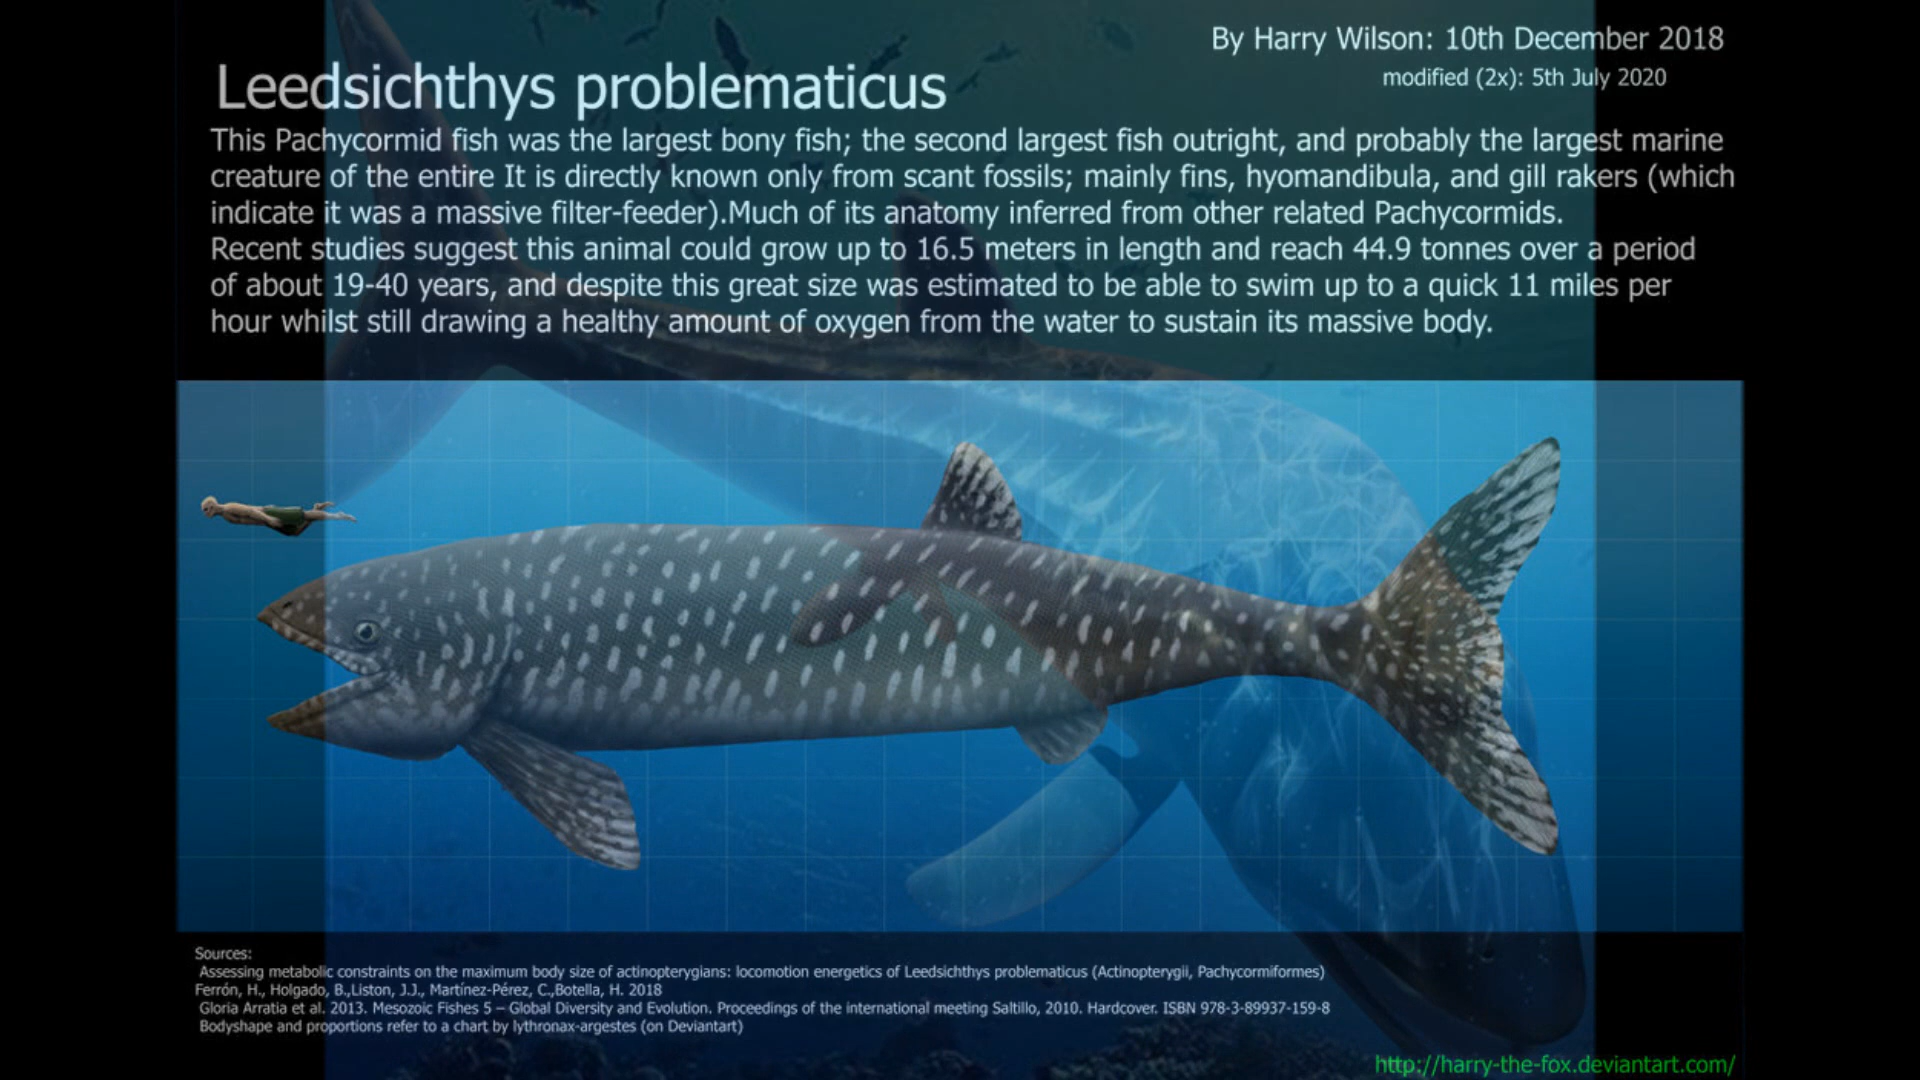 By Harry Wilson: 10th December 2018
modified (2x): 5th July 2020
Leedsichthys problematicus
This Pachycormid fish was the largest bony fish; the second largest fish outright, and probably the largest marine
creature of the entire It is directly known only from scant fossils; mainly fins, hyomandibula, and gill rakers (which
indicate it was a massive filter-feeder).Much of its anatomy inferred from other related Pachycormids.
Recent studies suggest this animal could grow up to 16.5 meters in length and reach 44.9 tonnes over a period
of about 19-40 years, and despite this great size was estimated to be able to swim up to a quick 11 miles per
hour whilst still drawing a healthy amount of oxygen from the water to sustain its massive body.
Sources:
Assessing metabolic constraints on the maximum body size of actinopterygians: locomotion energetics of Leedsichthys problematicus (Actinopterygii, Pachycormiformes)
Ferrón, H., Holgado, B.,Liston, J.J., Martínez-Pérez, C.,Botella, H. 2018
Gloria Arratia et al. 2013. Mesozoic Fishes 5 – Global Diversity and Evolution. Proceedings of the international meeting Saltillo, 2010. Hardcover. ISBN 978-3-89937-159-8
Bodyshape and proportions refer to a chart by lythronax-argestes (on Deviantart)
http://harry-the-fox.deviantart.com/